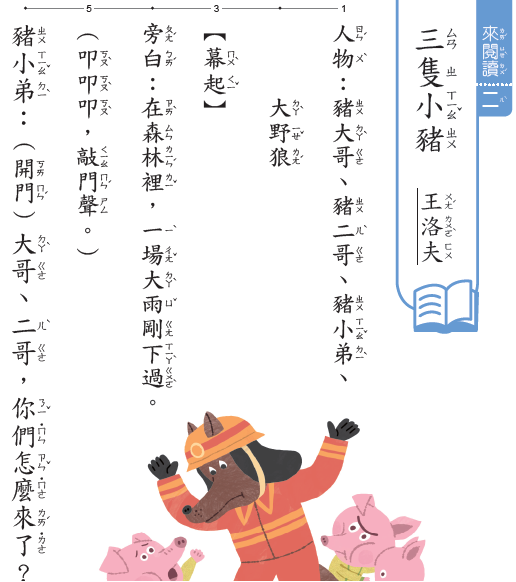 來閱讀二
三隻小豬
王洛夫
1
人物：豬大哥、豬二哥、豬小弟、
大野狼
3
【幕起】
旁白：在森林裡，一場大雨剛下過。
5
（叩叩叩，敲門聲。）
豬小弟：（開門）大哥、二哥，你們怎麼來了？